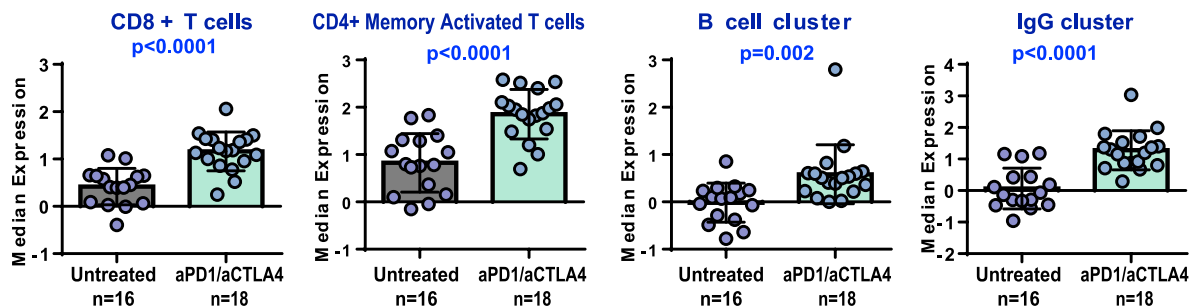 CD8 + T cells
p<0.0001
Median Expression
3
2
1
0
-1
Untreated
n=16
aPD1/aCTLA4
n=18
CD4+ Memory Activated T cells
p<0.0001
Median Expression
3
2
1
0
-1
Untreated
n=16
aPD1/aCTLA4
n=18
B cell cluster
p=0.002
Median Expression
3
2
1
0
-1
Untreated
n=16
aPD1/aCTLA4
n=18
IgG cluster
p<0.0001
Median Expression
4
3
2
1
0
-1
-2
Untreated
n=16
aPD1/aCTLA4
n=18